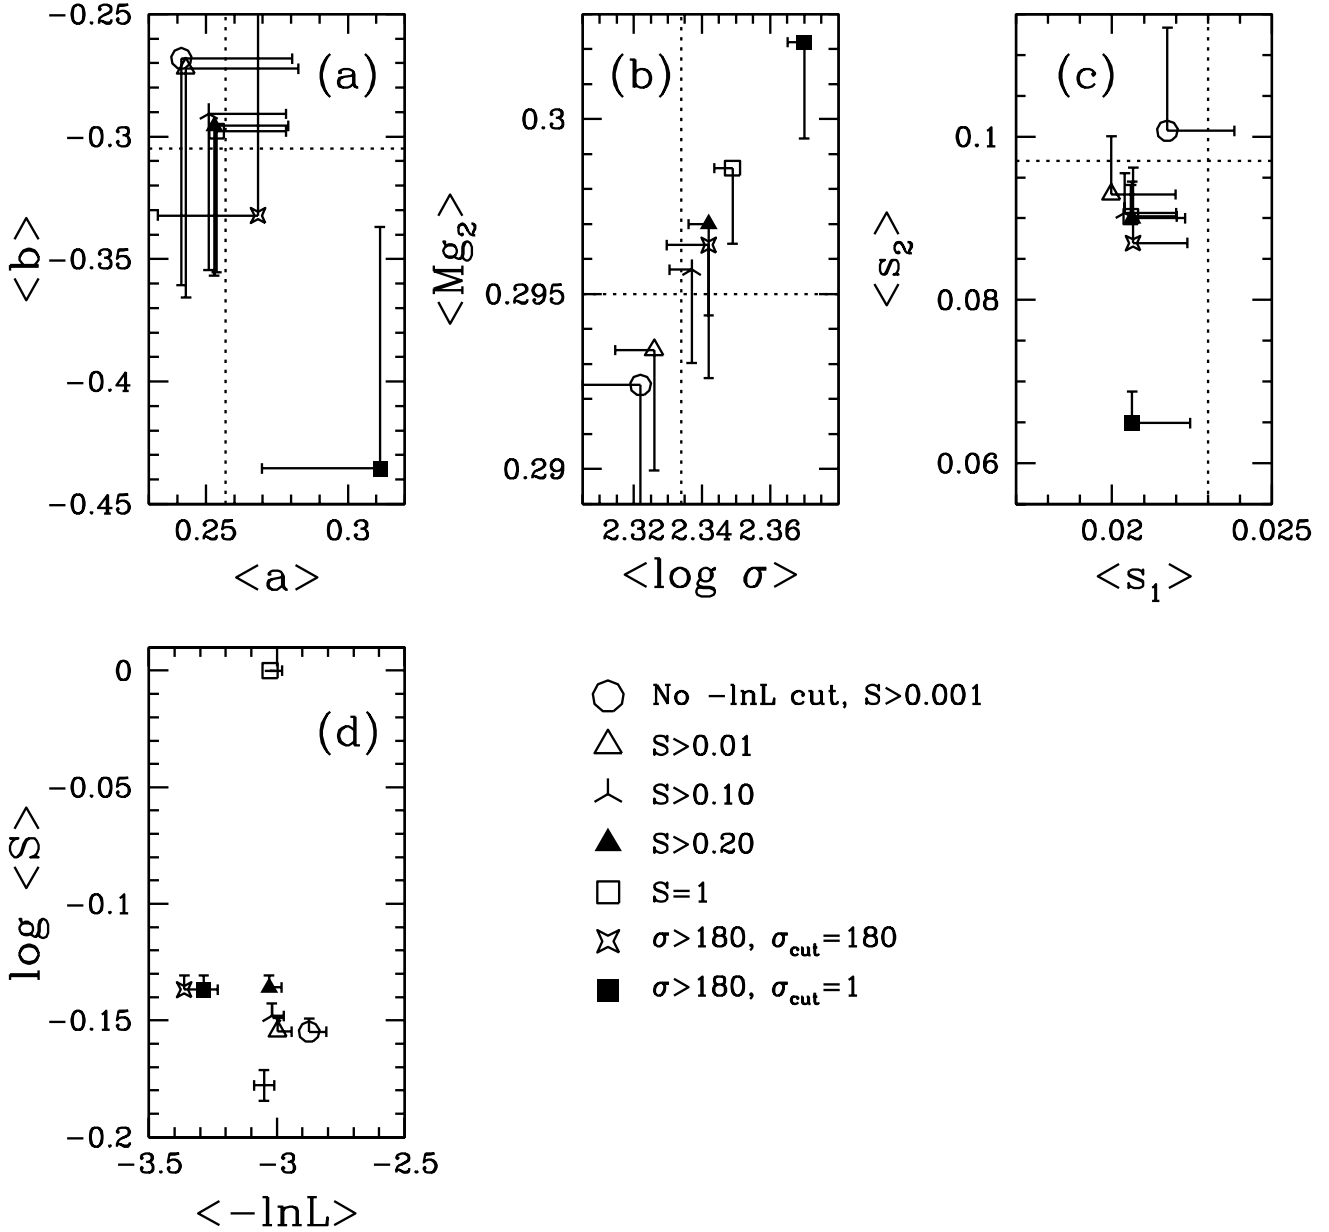 (a)
−0.25
−0.3
−0.35
−0.4
−0.45
0.25
0.3
<b>
<a>
(b)
0.3
0.295
0.29
2.32 2.34 2.36
<Mg2>
<log σ>
(c)
0.1
0.08
0.06
0.02
0.025
<s2>
<s1>
(d)
0
−0.05
−0.1
−0.15
−0.2
−3.5
−3
−2.5
log <S>
<−lnL>
No −lnL cut, S>0.001
S>0.01
S>0.10
S>0.20
S=1
σ>180, σcut=180
σ>180, σcut=1